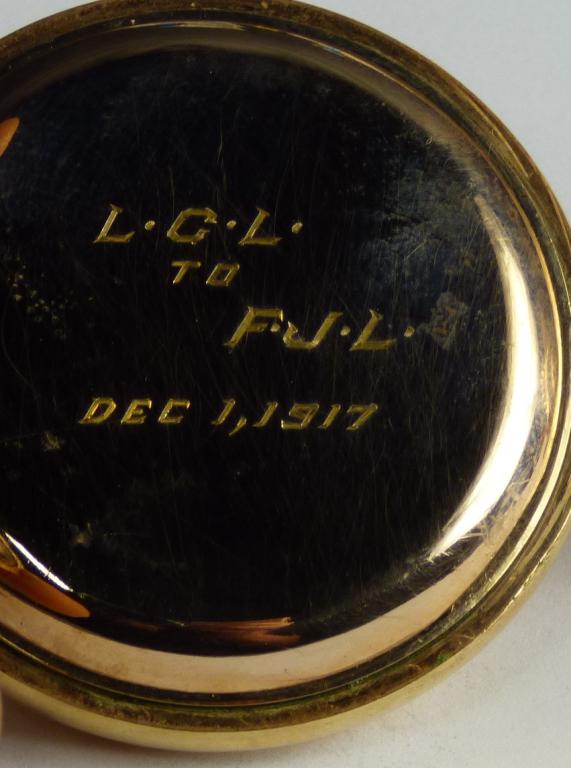 L·G·L·
TO
F·J·L·
DEC 1, 1917